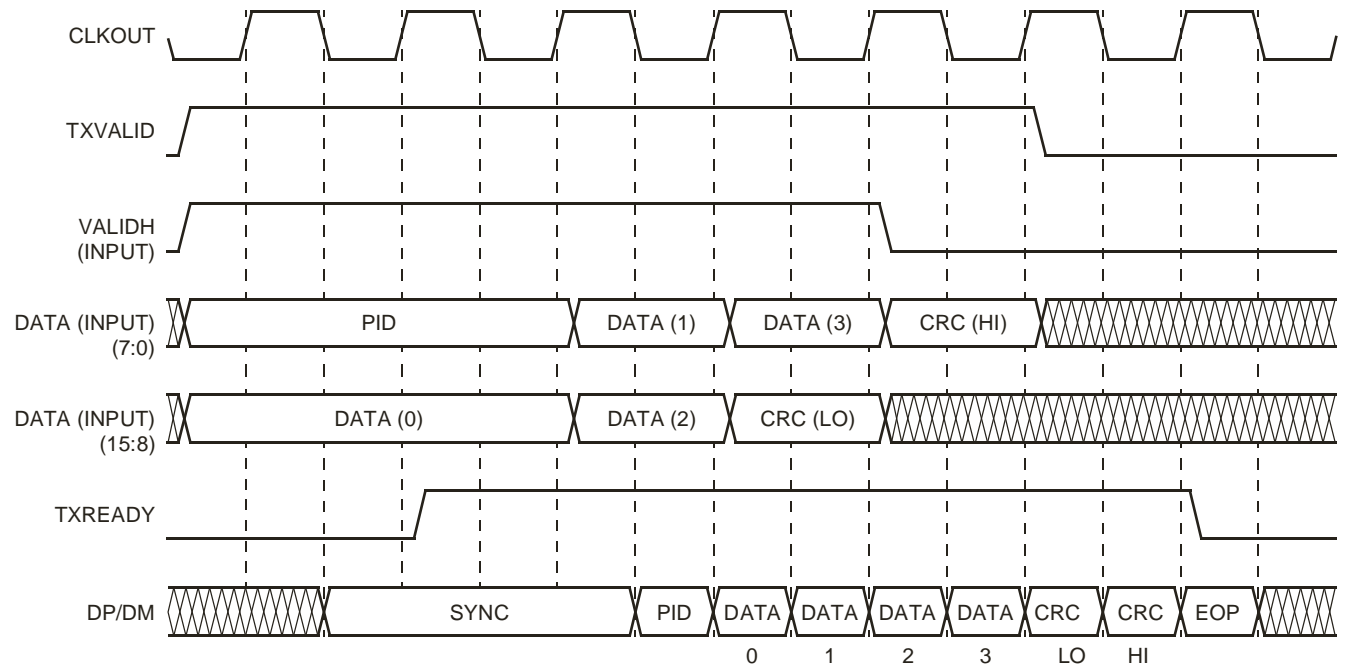 CLKOUT
TXVALID
VALIDH
(INPUT)
DATA (INPUT)
(7:0)
PID
DATA (1)
DATA (3)
CRC (HI)
DATA (INPUT)
(15:8)
DATA (0)
DATA (2)
CRC (LO)
TXREADY
DP/DM
SYNC
PID
DATA
DATA
DATA
DATA
CRC
CRC
EOP
0
1
2
3
LO
HI